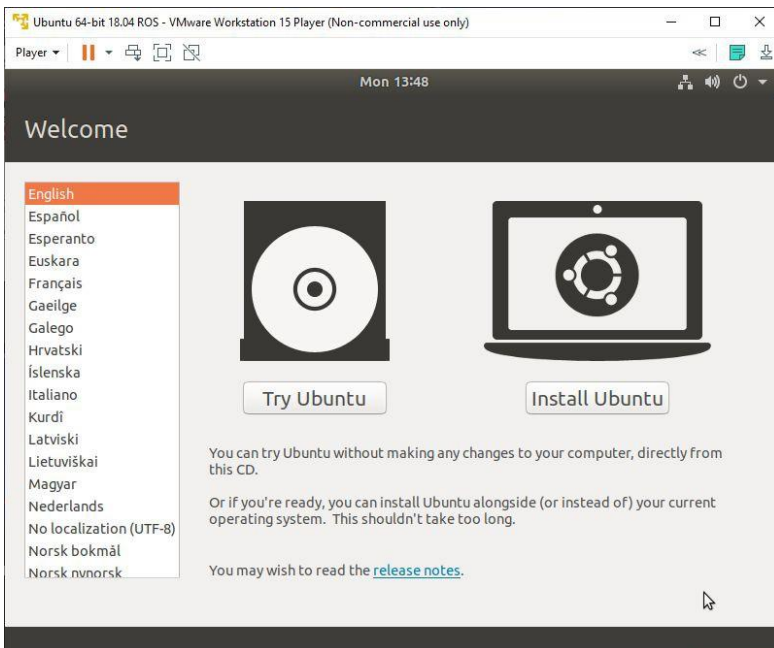 Ubuntu 64-bit 18.04 ROS - VMware Workstation 15 Player (Non-commercial use only)
Player
Mon 13:48
Welcome
English
Español
Esperanto
Euskara
Français
Gaeilge
Galego
Hrvatski
Íslenska
Italiano
Kurdî
Latviski
Lietuviškai
Magyar
Nederlands
No localization (UTF-8)
Norsk bokmål
Norsk nynorsk
Try Ubuntu
Install Ubuntu
You can try Ubuntu without making any changes to your computer, directly from
this CD.
Or if you're ready, you can install Ubuntu alongside (or instead of) your current
operating system. This shouldn't take too long.
You may wish to read the release notes.